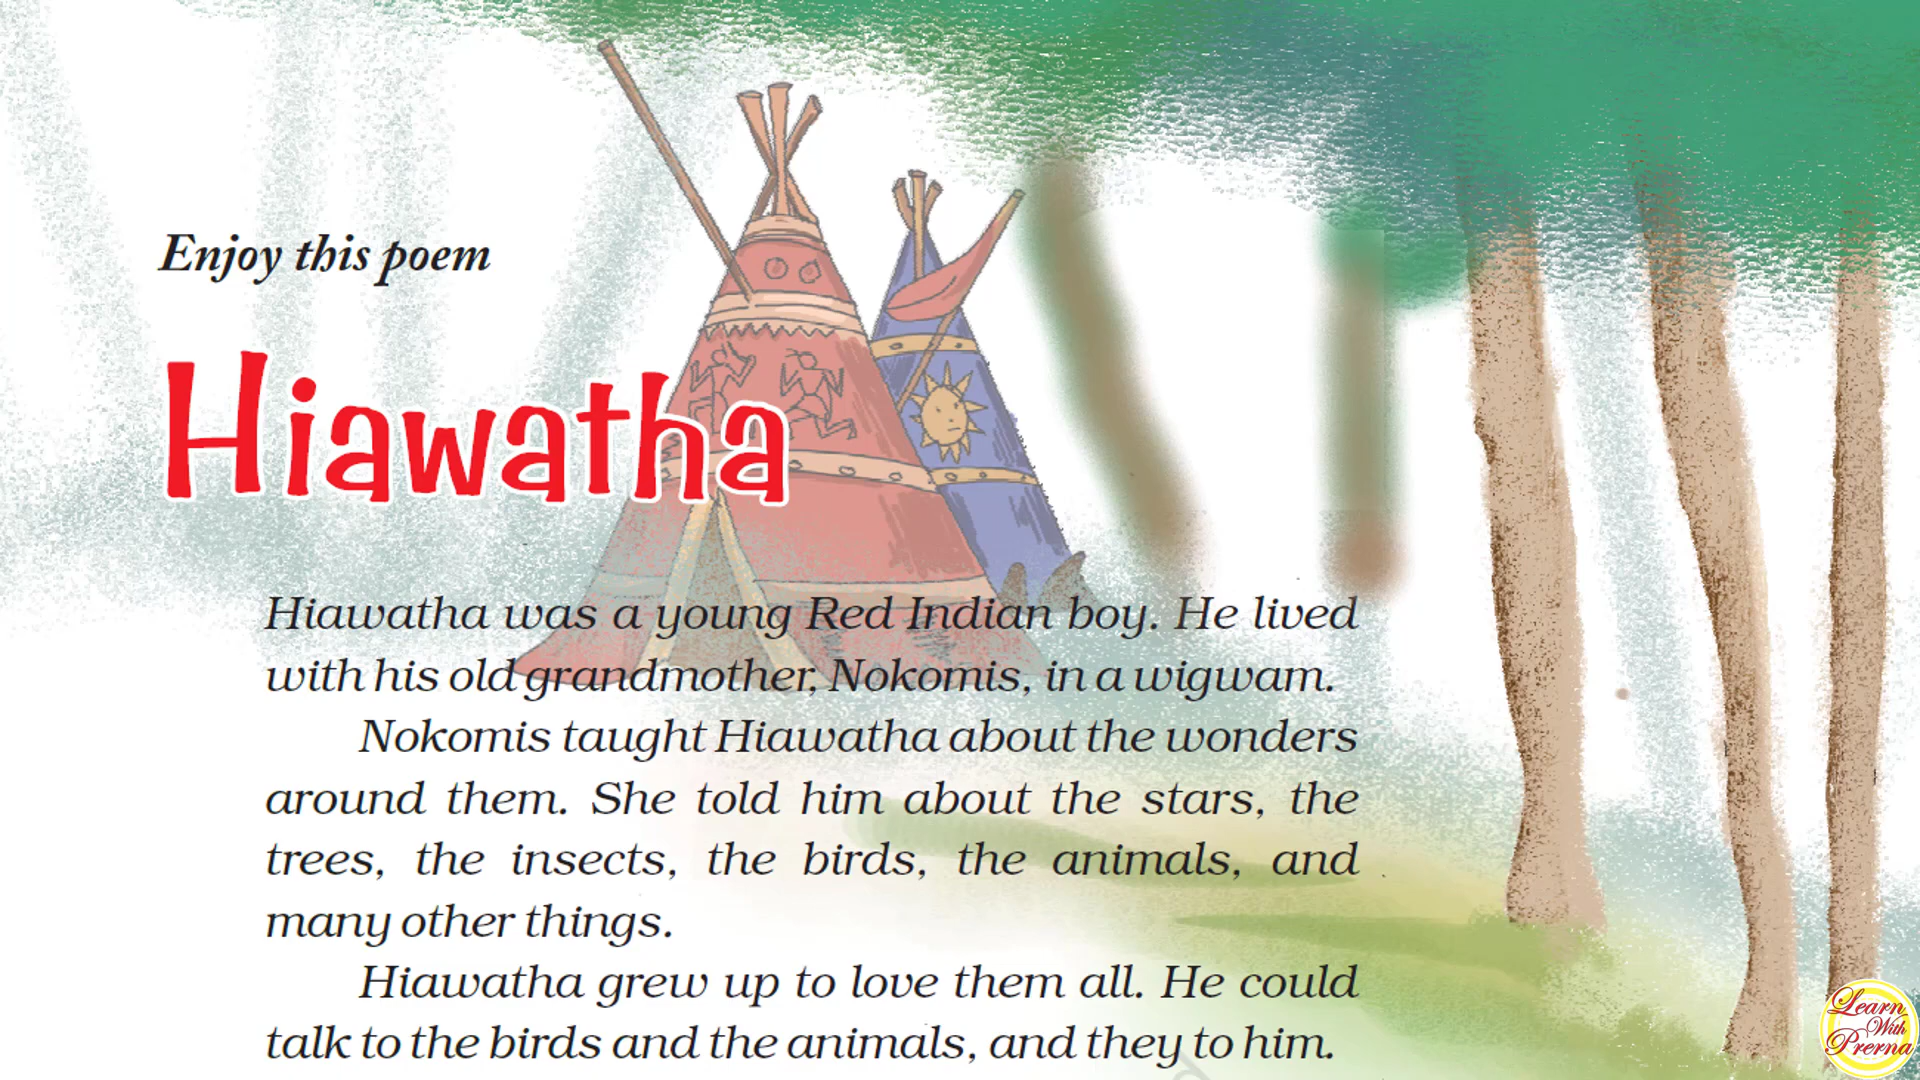 Enjoy this poem
Hiawatha
Hiawatha was a young Red Indian boy. He lived
with his old grandmother, Nokomis, in a wigwam.
Nokomis taught Hiawatha about the wonders
around them. She told him about the stars, the
trees, the insects, the birds, the animals, and
many other things.
Hiawatha grew up to love them all. He could
talk to the birds and the animals, and they to him.
Learn
With
Prerna